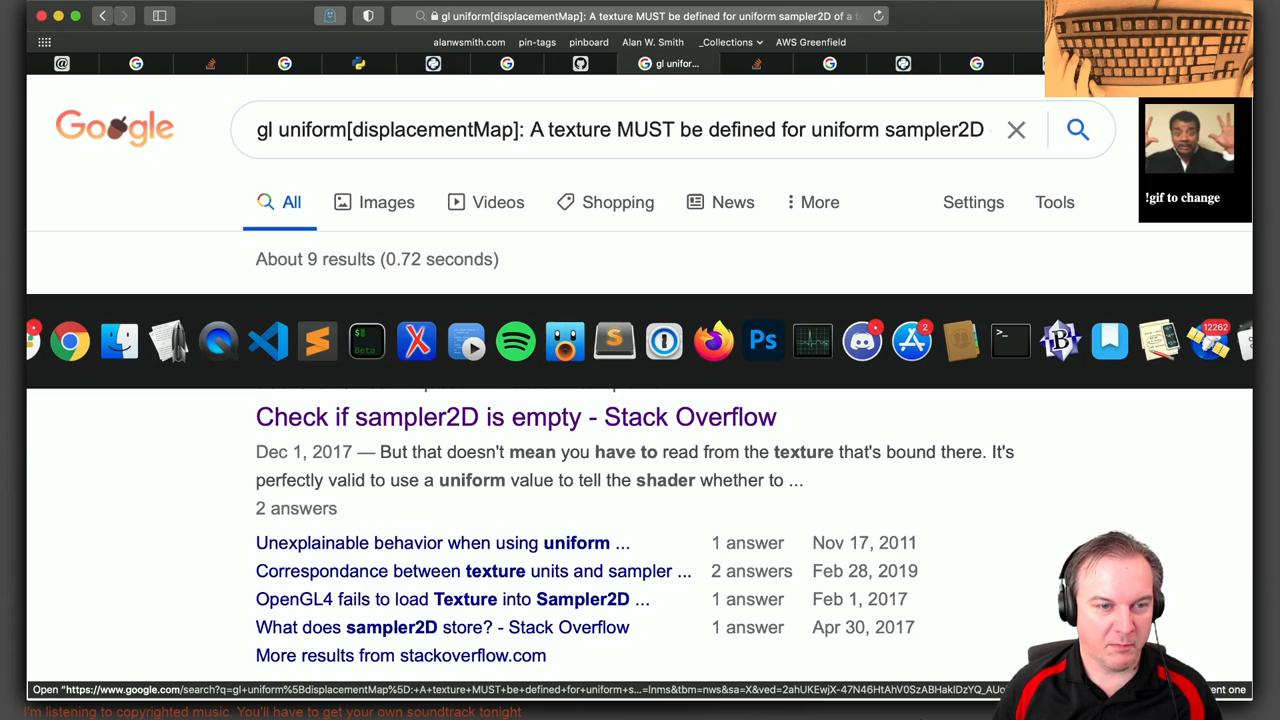 gl uniform[displacementMap]: A texture MUST be defined for uniform sampler2D of a t
alanwsmith.com pin-tags pinboard Alan W. Smith _Collections AWS Greenfield
gl unifor...
Google
gl uniform[displacementMap]: A texture MUST be defined for uniform sampler2D
!gif to change
All Images Videos Shopping News More Settings Tools
About 9 results (0.72 seconds)
$
Beta
Ps
2
>_
B
12262
Check if sampler2D is empty - Stack Overflow
Dec 1, 2017 — But that doesn't mean you have to read from the texture that's bound there. It's
perfectly valid to use a uniform value to tell the shader whether to ...
2 answers
Unexplainable behavior when using uniform ... 1 answer Nov 17, 2011
Correspondance between texture units and sampler ... 2 answers Feb 28, 2019
OpenGL4 fails to load Texture into Sampler2D ... 1 answer Feb 1, 2017
What does sampler2D store? - Stack Overflow 1 answer Apr 30, 2017
More results from stackoverflow.com
Open "https://www.google.com/search?q=gl+uniform%5BdisplacementMap%5D:+A+texture+MUST+be+defined+for+uniform+s...=lnms&tbm=nws&sa=X&ved=2ahUKEwjX-47N46HtAhV0SzABHakIDzYQ_AUo
ent one
I'm listening to copyrighted music. You'll have to get your own soundtrack tonight